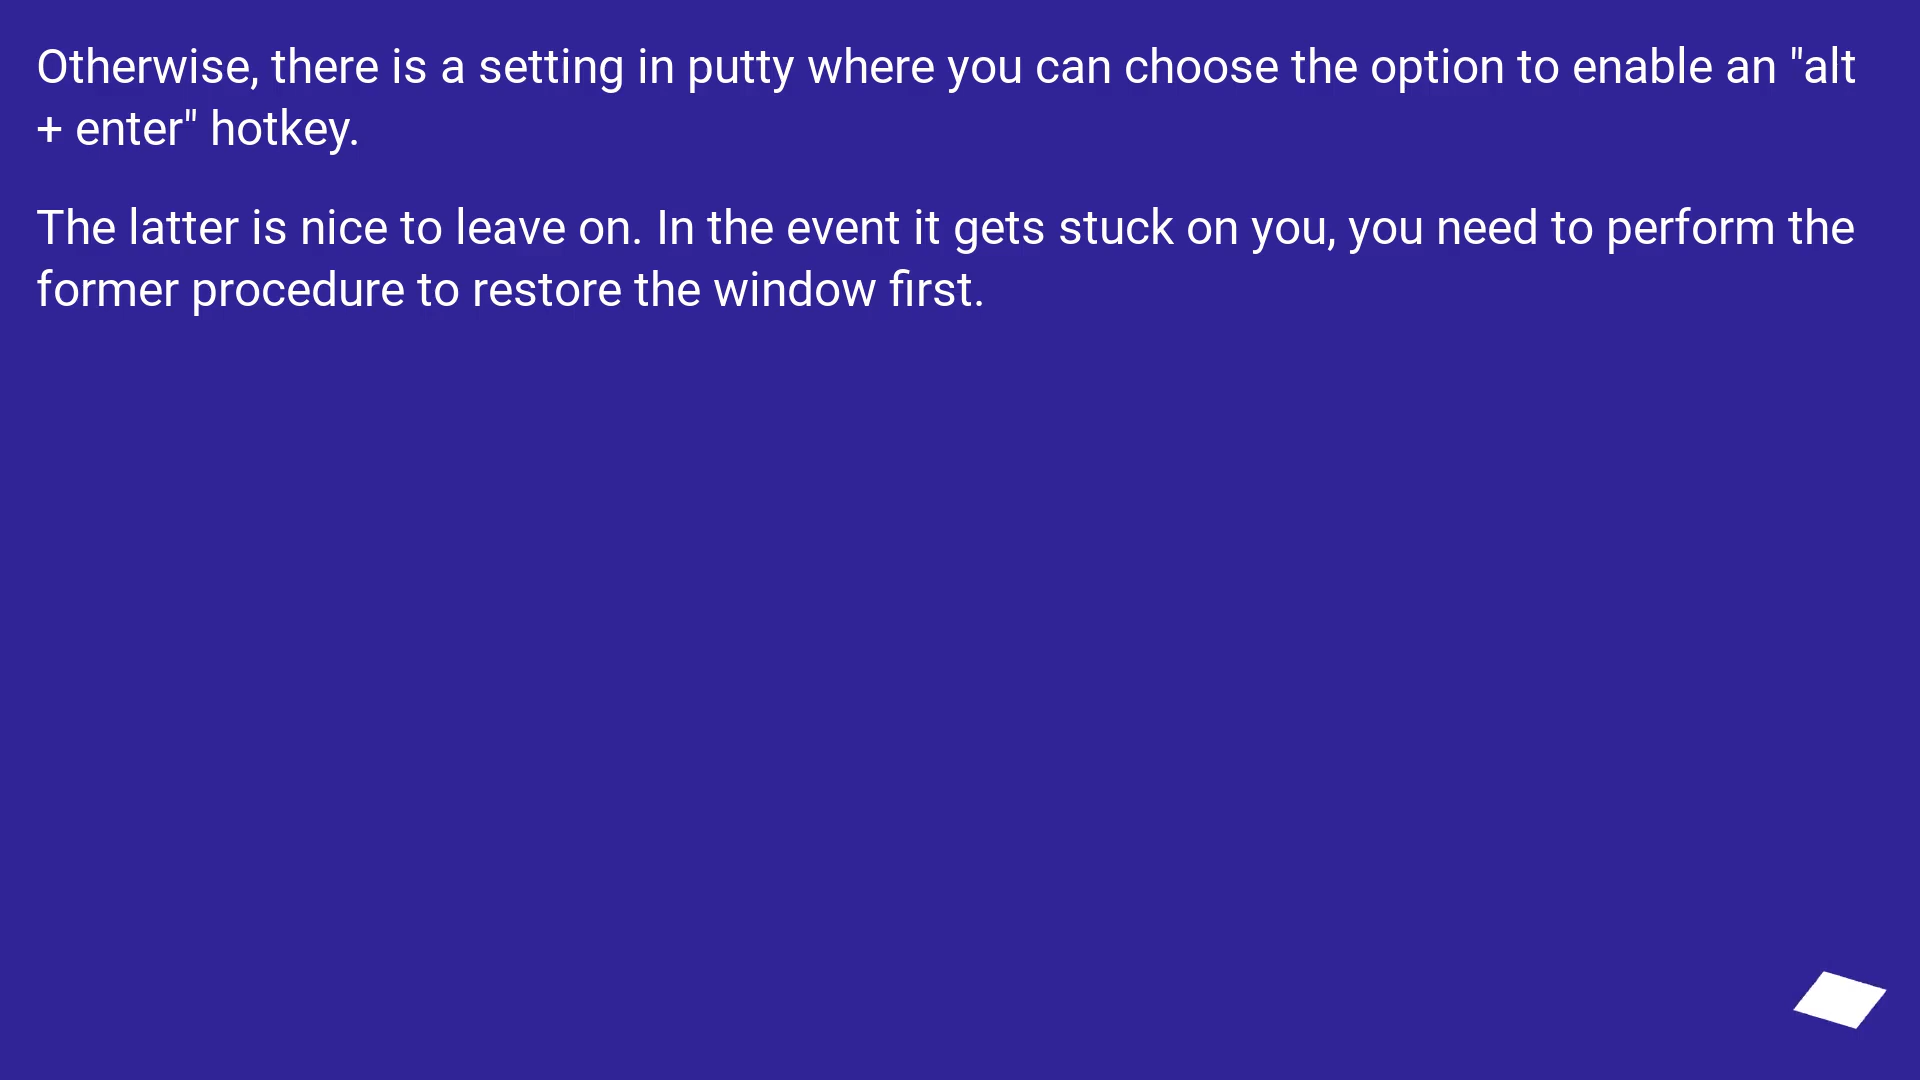 Otherwise, there is a setting in putty where you can choose the option to enable an "alt
+ enter" hotkey.
The latter is nice to leave on. In the event it gets stuck on you, you need to perform the
former procedure to restore the window first.